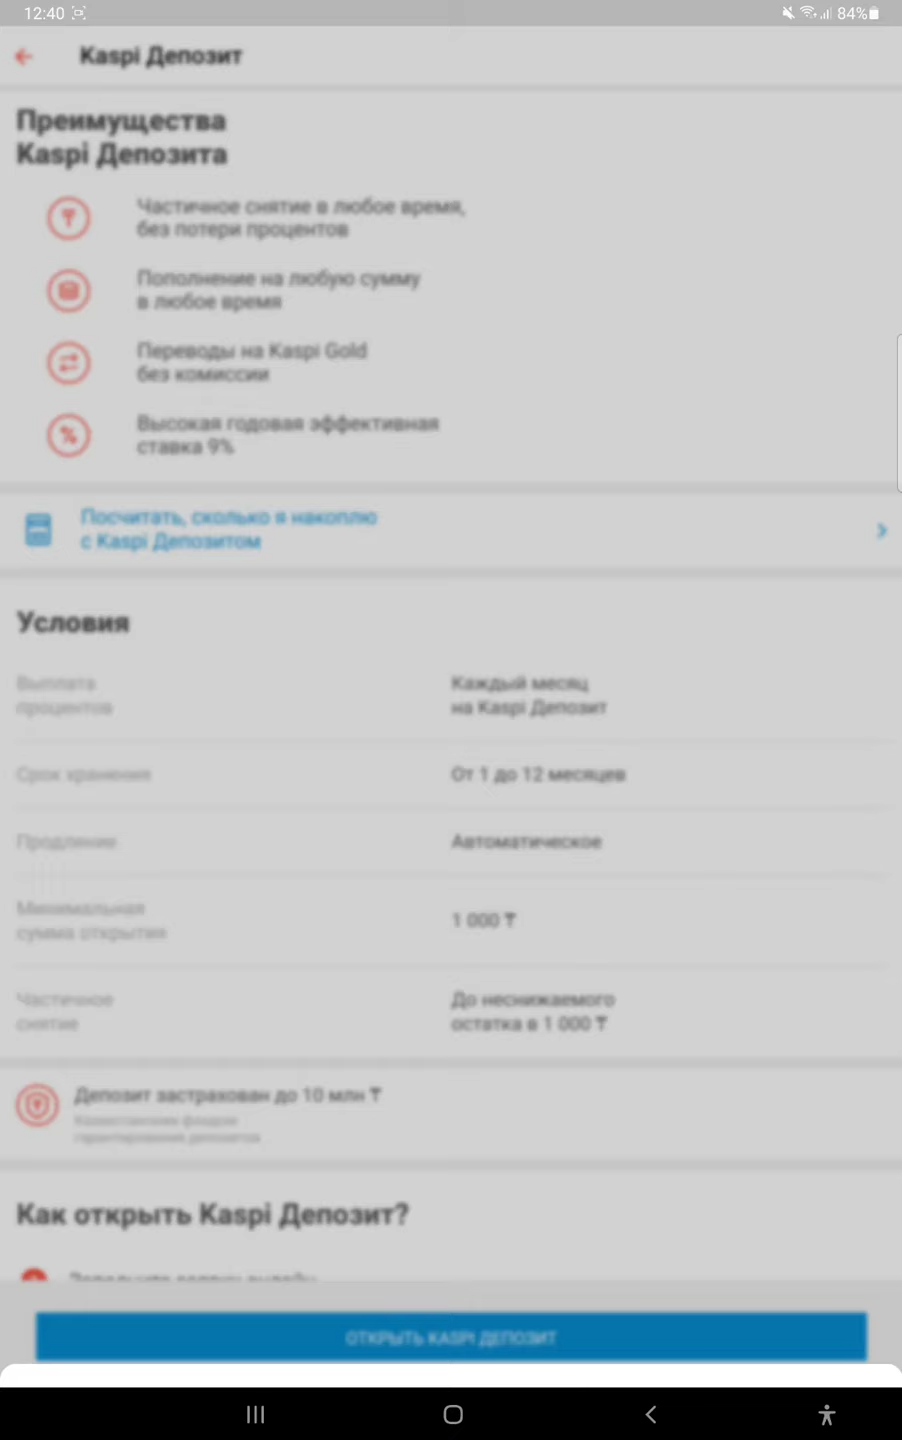 12:40
84%
Kaspi Депозит
Преимущества
Kaspi Депозита
Частичное снятие в любое время,
без потери процентов
Пополнение на любую сумму
в любое время
Переводы на Kaspi Gold
без комиссии
Высокая годовая эффективная
ставка 9%
Посчитать, сколько я накоплю
с Kaspi Депозитом
Условия
Выплата
процентов
Каждый месяц
на Kaspi Депозит
Срок хранения
От 1 до 12 месяцев
Продление
Автоматическое
Минимальная
сумма открытия
1 000 ₸
Частичное
снятие
До неснижаемого
остатка в 1 000 ₸
Депозит застрахован до 10 млн ₸
Казахстанским фондом
гарантирования депозитов
Как открыть Kaspi Депозит?
ОТКРЫТЬ KASPI ДЕПОЗИТ